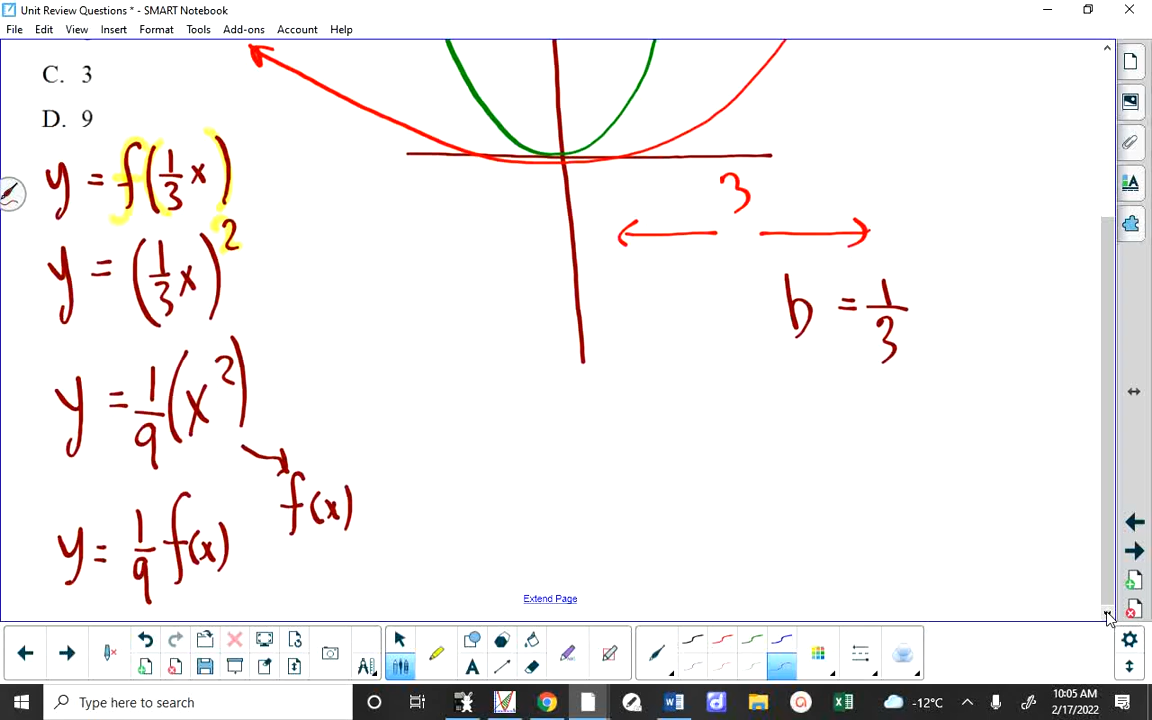 Unit Review Questions * - SMART Notebook
File Edit View Insert Format Tools Add-ons Account Help
C. 3
D. 9
y = f(1/3 x)
y = (1/3 x)²
y = 1/9 (x²)
f(x)
y = 1/9 f(x)
3
b = 1/3
Extend Page
Type here to search
W
X
-12°C
10:05 AM
2/17/2022